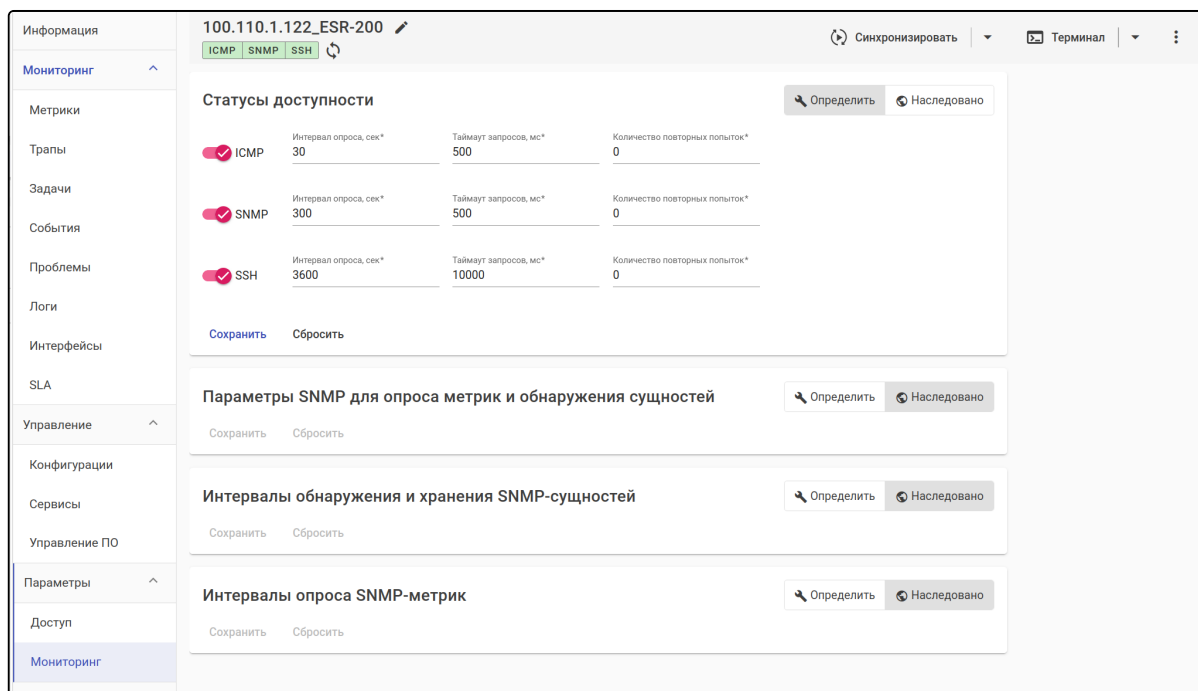 Информация
Мониторинг
Метрики
Трапы
Задачи
События
Проблемы
Логи
Интерфейсы
SLA
Управление
Конфигурации
Сервисы
Управление ПО
Параметры
Доступ
Мониторинг
100.110.1.122_ESR-200
ICMP SNMP SSH
Синхронизировать
Терминал
Статусы доступности
Определить Наследовано
ICMP
Интервал опроса, сек* Таймаут запросов, мс* Количество повторных попыток*
30 500 0
SNMP
Интервал опроса, сек* Таймаут запросов, мс* Количество повторных попыток*
300 500 0
SSH
Интервал опроса, сек* Таймаут запросов, мс* Количество повторных попыток*
3600 10000 0
Сохранить Сбросить
Параметры SNMP для опроса метрик и обнаружения сущностей
Определить Наследовано
Сохранить Сбросить
Интервалы обнаружения и хранения SNMP-сущностей
Определить Наследовано
Сохранить Сбросить
Интервалы опроса SNMP-метрик
Определить Наследовано
Сохранить Сбросить